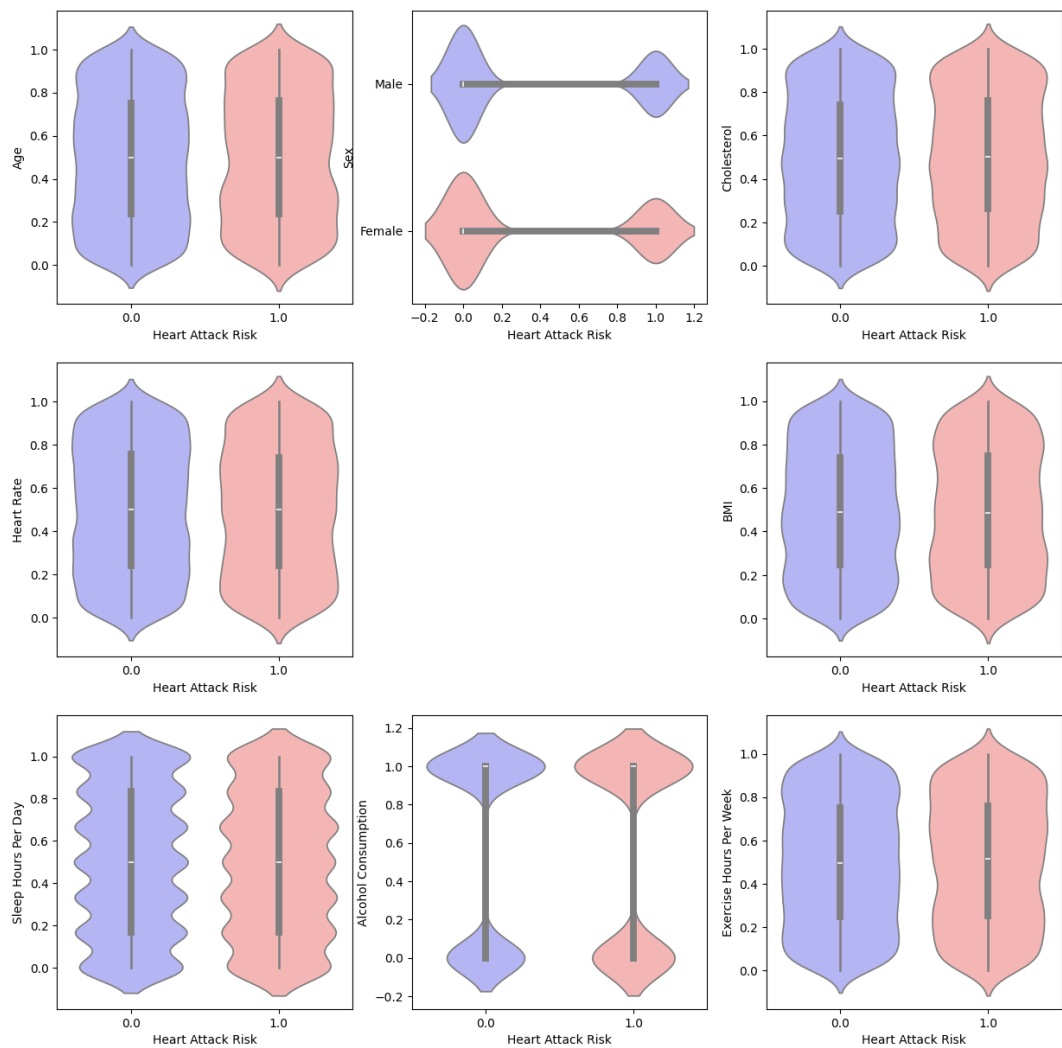 1.0
0.8
0.6
0.4
0.2
0.0
Age
0.0 1.0
Heart Attack Risk
Male
Female
Sex
−0.2 0.0 0.2 0.4 0.6 0.8 1.0 1.2
Heart Attack Risk
1.0
0.8
0.6
0.4
0.2
0.0
Cholesterol
0.0 1.0
Heart Attack Risk
1.0
0.8
0.6
0.4
0.2
0.0
Heart Rate
0.0 1.0
Heart Attack Risk
1.0
0.8
0.6
0.4
0.2
0.0
BMI
0.0 1.0
Heart Attack Risk
1.0
0.8
0.6
0.4
0.2
0.0
Sleep Hours Per Day
0.0 1.0
Heart Attack Risk
1.2
1.0
0.8
0.6
0.4
0.2
0.0
−0.2
Alcohol Consumption
0.0 1.0
Heart Attack Risk
1.0
0.8
0.6
0.4
0.2
0.0
Exercise Hours Per Week
0.0 1.0
Heart Attack Risk